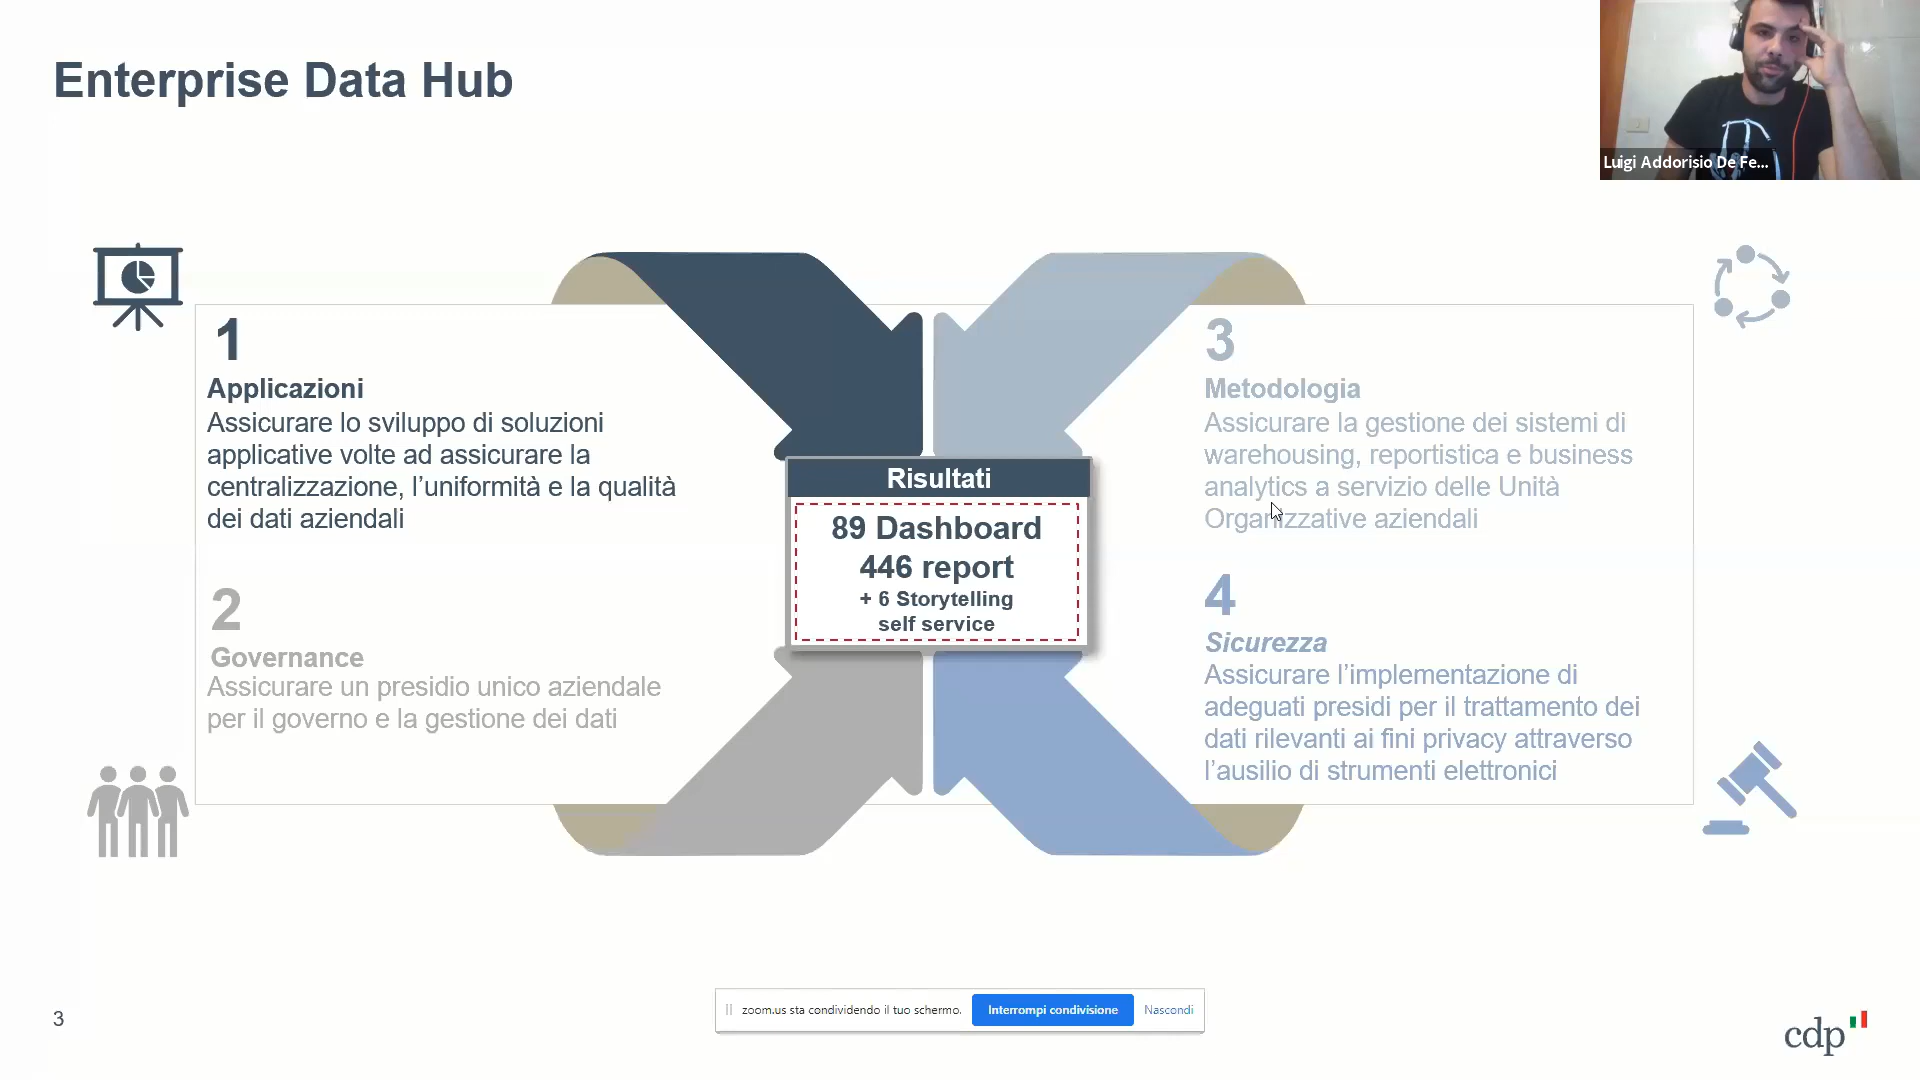 Enterprise Data Hub
Luigi Addorisio De Fe...
1
Applicazioni
Assicurare lo sviluppo di soluzioni
applicative volte ad assicurare la
centralizzazione, l’uniformità e la qualità
dei dati aziendali
2
Governance
Assicurare un presidio unico aziendale
per il governo e la gestione dei dati
Risultati
89 Dashboard
446 report
+ 6 Storytelling
self service
3
Metodologia
Assicurare la gestione dei sistemi di
warehousing, reportistica e business
analytics a servizio delle Unità
Organizzative aziendali
4
Sicurezza
Assicurare l’implementazione di
adeguati presidi per il trattamento dei
dati rilevanti ai fini privacy attraverso
l’ausilio di strumenti elettronici
zoom.us sta condividendo il tuo schermo. Interrompi condivisione Nascondi
3
cdp